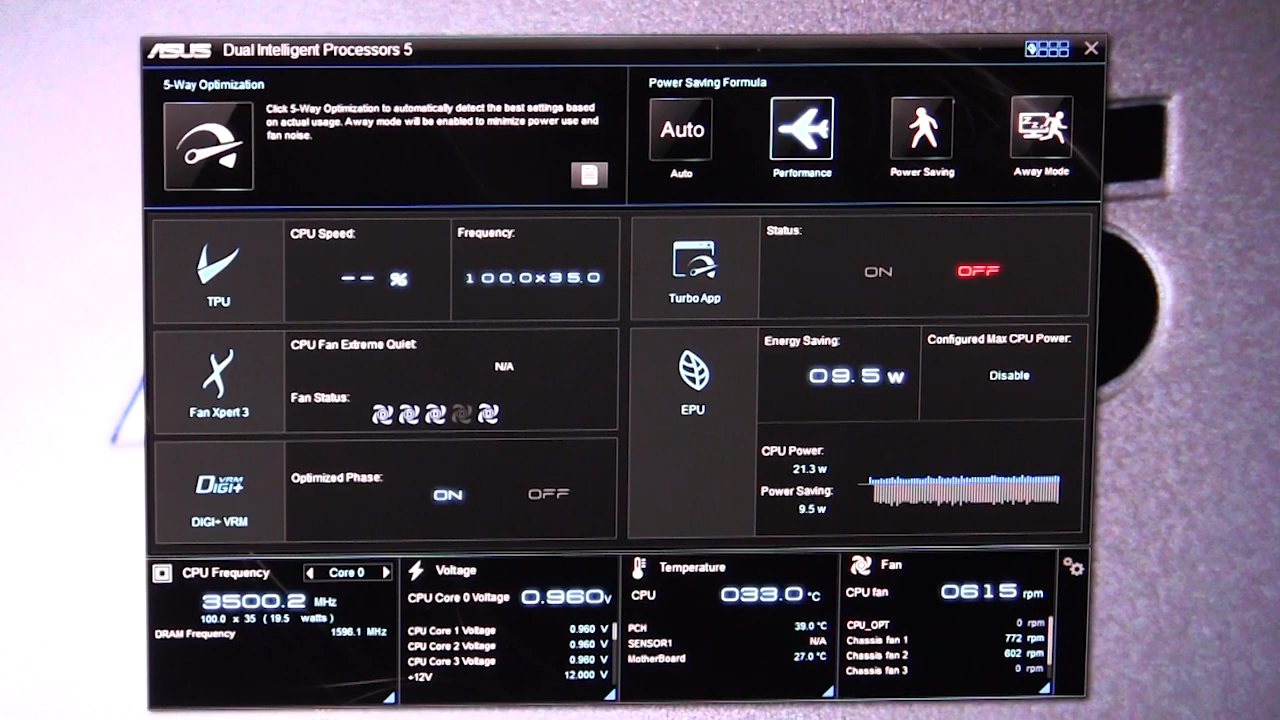 ASUS Dual Intelligent Processors 5
5-Way Optimization
Click 5-Way Optimization to automatically detect the best settings based
on actual usage. Away mode will be enabled to minimize power use and
fan noise.
Power Saving Formula
Auto
Auto
Performance
Power Saving
Away Mode
TPU
CPU Speed:
-- %
Frequency:
100.0x35.0
Turbo App
Status:
ON OFF
Fan Xpert 3
CPU Fan Extreme Quiet:
N/A
Fan Status:
EPU
Energy Saving:
09.5 w
Configured Max CPU Power:
Disable
DIGI+ VRM
DIGI+ VRM
Optimized Phase:
ON OFF
CPU Power:
21.3 w
Power Saving:
9.5 w
CPU Frequency
Core 0
3500.2 MHz
100.0 x 35 ( 19.5 watts )
DRAM Frequency 1596.1 MHz
Voltage
CPU Core 0 Voltage 0.960v
CPU Core 1 Voltage 0.960 V
CPU Core 2 Voltage 0.960 V
CPU Core 3 Voltage 0.960 V
+12V 12.000 V
Temperature
CPU 033.0 °C
PCH 39.0 °C
SENSOR1 N/A
MotherBoard 27.0 °C
Fan
CPU fan 0615 rpm
CPU_OPT 0 rpm
Chassis fan 1 772 rpm
Chassis fan 2 602 rpm
Chassis fan 3 0 rpm